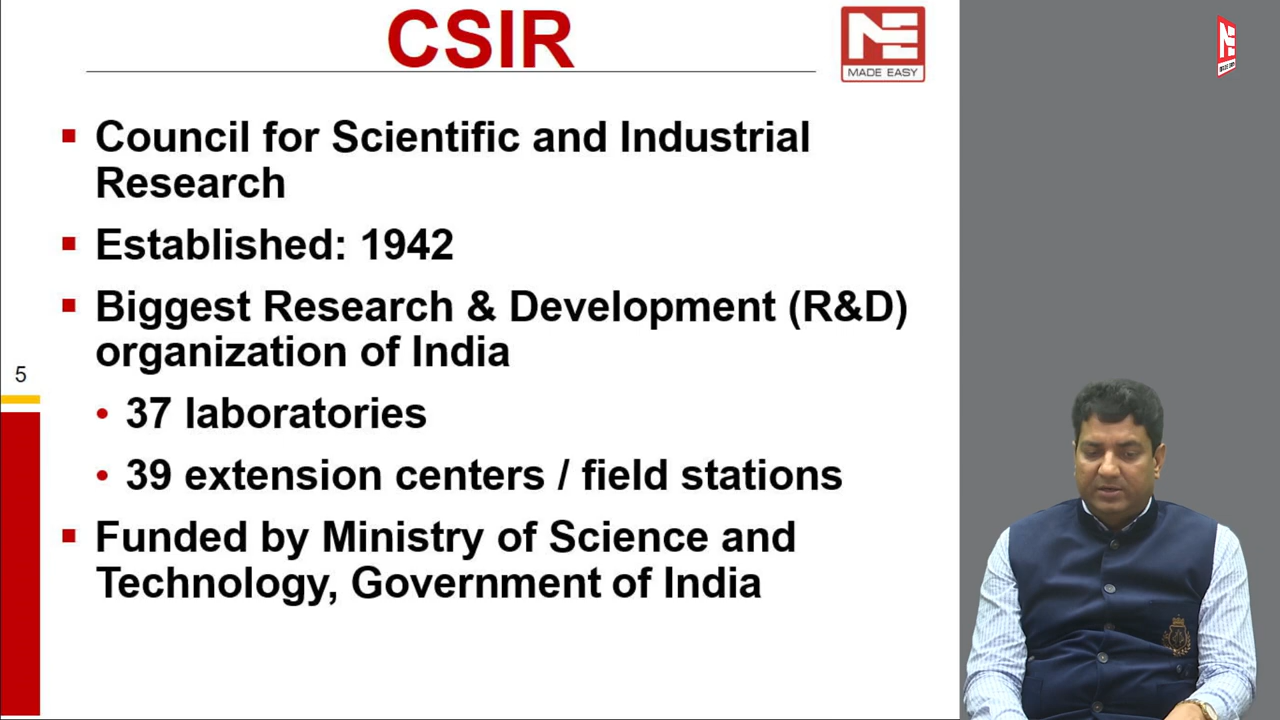 CSIR
MADE EASY
Council for Scientific and Industrial
Research
Established: 1942
Biggest Research & Development (R&D)
organization of India
37 laboratories
39 extension centers / field stations
Funded by Ministry of Science and
Technology, Government of India
5